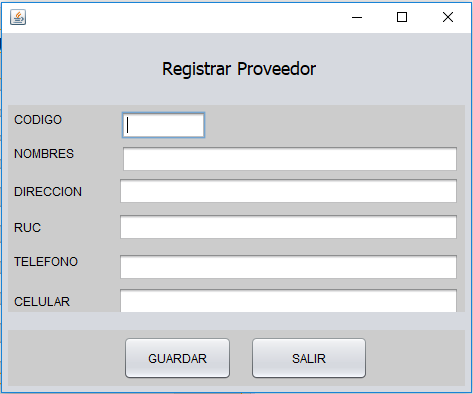 Registrar Proveedor
CODIGO
NOMBRES
DIRECCION
RUC
TELEFONO
CELULAR
GUARDAR SALIR